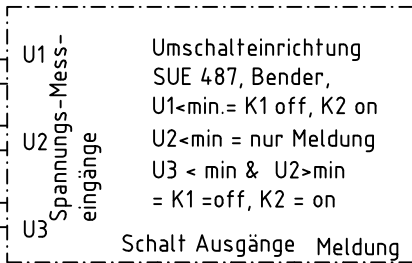 U1
U2
U3
Spannungs-Mess-
eingänge
Umschalteinrichtung
SUE 487, Bender,
U1<min.= K1 off, K2 on
U2<min = nur Meldung
U3 < min & U2>min
= K1 =off, K2 = on
Schalt Ausgänge Meldung